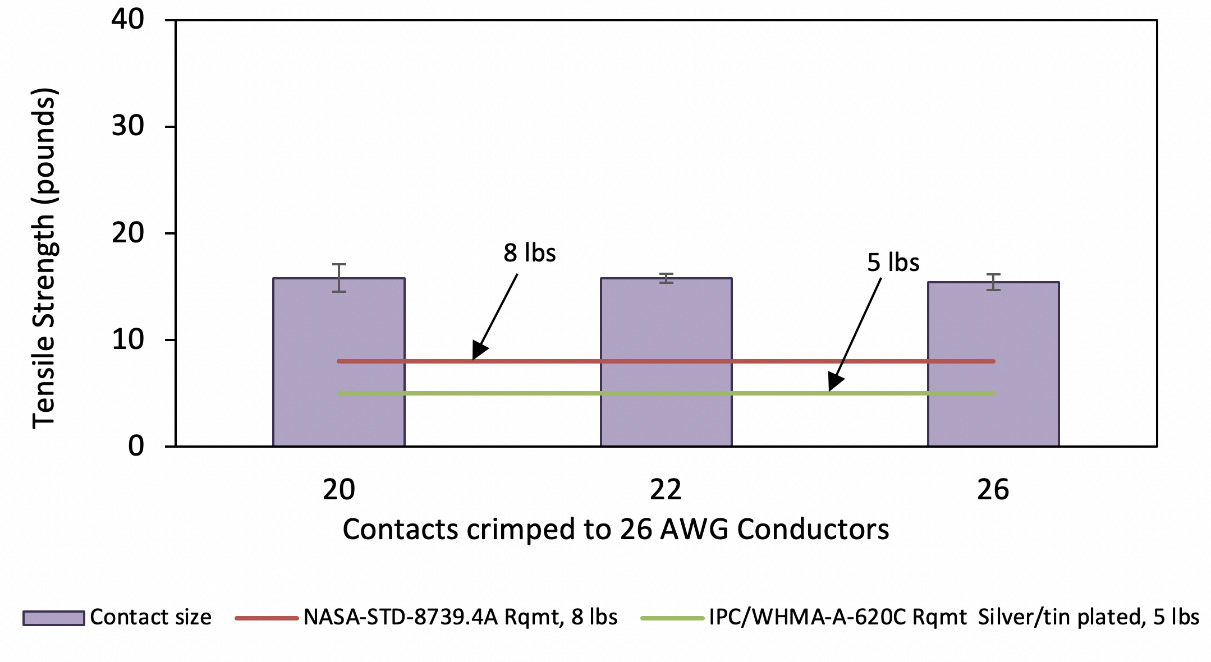 40
30
20
10
0
Tensile Strength (pounds)
8 lbs
5 lbs
20 22 26
Contacts crimped to 26 AWG Conductors
Contact size NASA-STD-8739.4A Rqmt, 8 lbs IPC/WHMA-A-620C Rqmt Silver/tin plated, 5 lbs